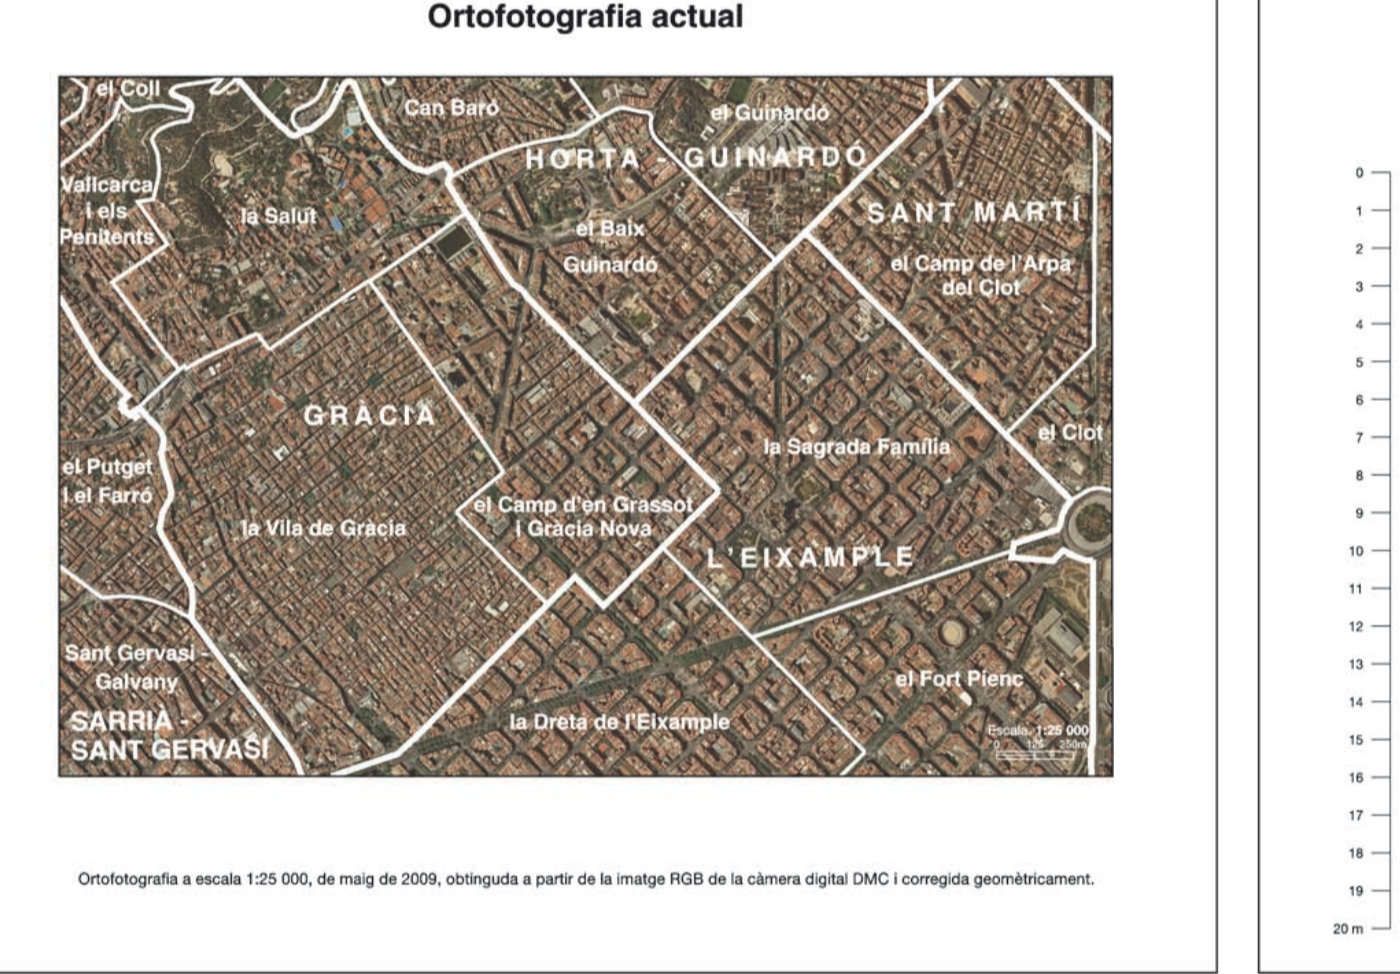 Ortofotografia actual
el Coll
Can Baró
el Guinardó
HORTA - GUINARDÓ
Vallcarca
i els
Penitents
la Salut
el Baix
Guinardó
SANT MARTÍ
el Camp de l'Arpa
del Clot
GRÀCIA
la Sagrada Família
el Clot
el Putget
i el Farró
el Camp d'en Grassot
i Gràcia Nova
la Vila de Gràcia
L'EIXAMPLE
Sant Gervasi -
Galvany
el Fort Pienc
SARRIÀ -
SANT GERVASI
la Dreta de l'Eixample
Escala: 1:25 000
0 125 250m
Ortofotografia a escala 1:25 000, de maig de 2009, obtinguda a partir de la imatge RGB de la càmera digital DMC i corregida geomètricament.
0
1
2
3
4
5
6
7
8
9
10
11
12
13
14
15
16
17
18
19
20 m